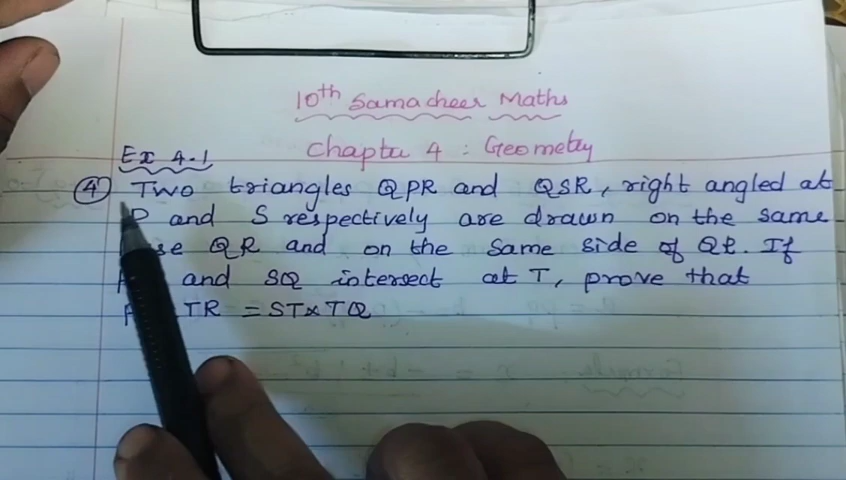 10th Samacheer Maths
Chapter 4 : Geometry
Ex 4.1
4 Two triangles QPR and QSR, right angled at
P and S respectively are drawn on the same
QR and on the same side of QR. If
and SQ intersect at T, prove that
TR = ST x TQ